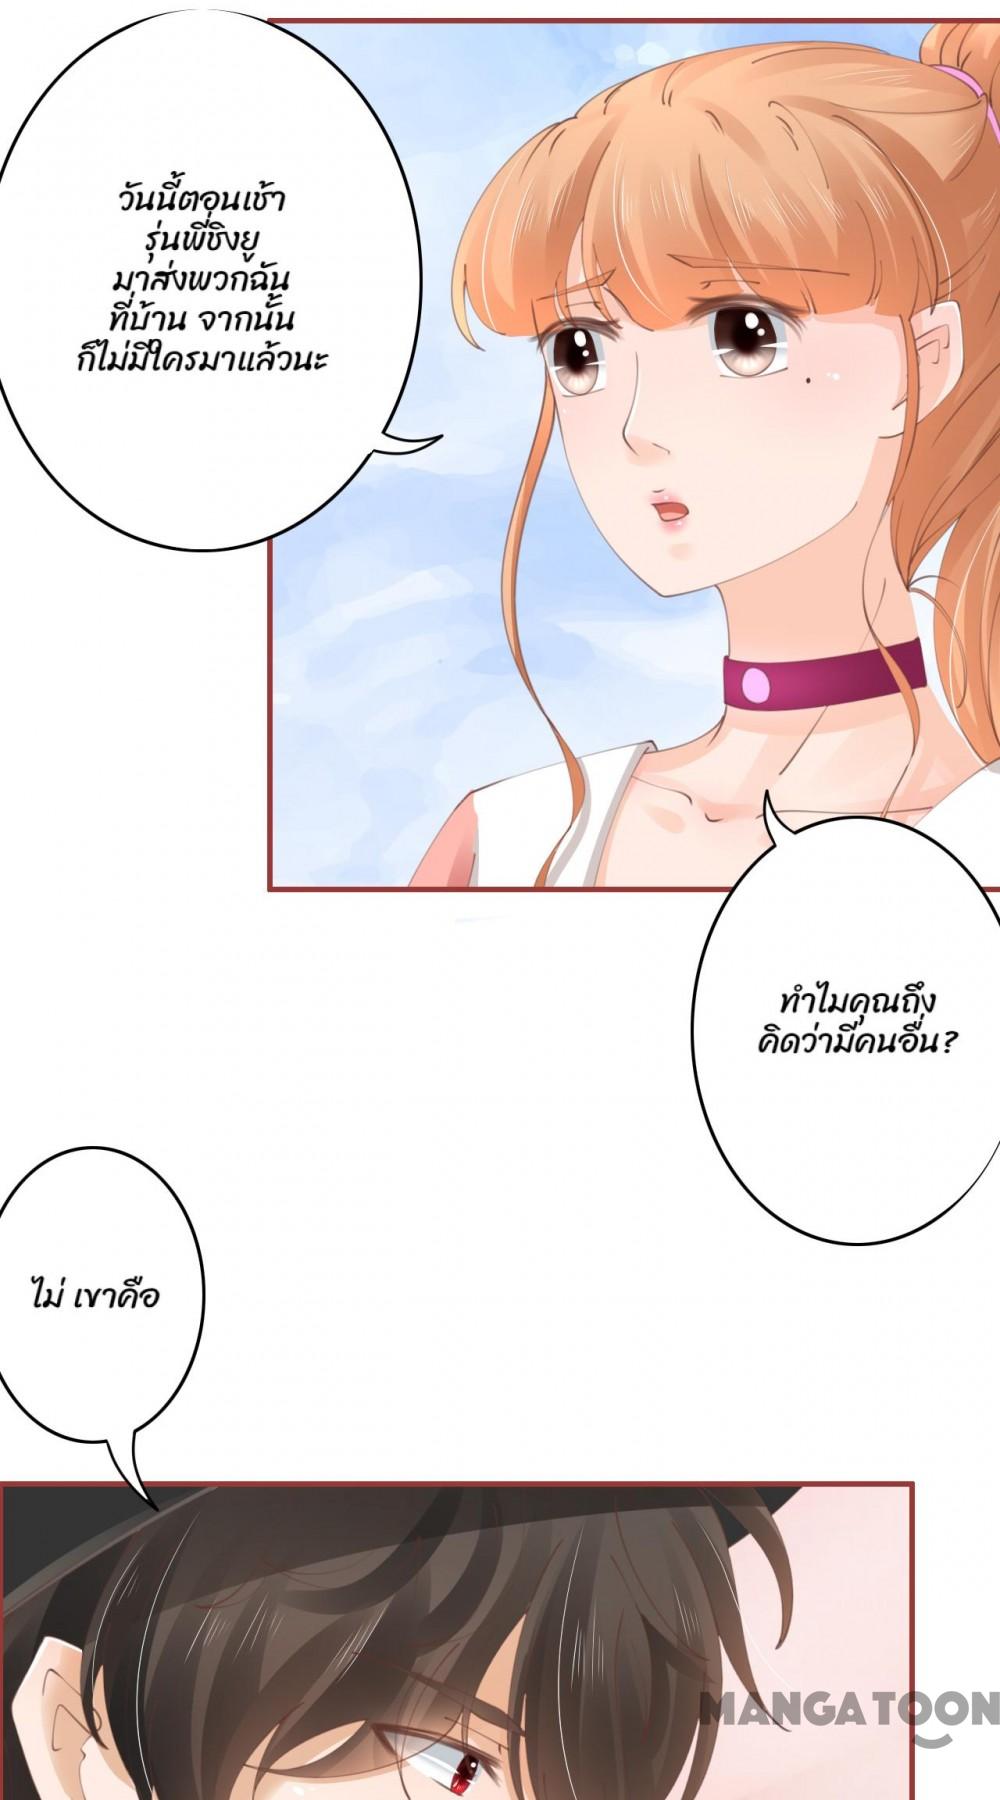 วันนี้ตอนเช้า
รุ่นพี่ชิงยู
มาส่งพวกฉัน
ที่บ้าน จากนั้น
ก็ไม่มีใครมาแล้วนะ
ทำไมคุณถึง
คิดว่ามีคนอื่น?
ไม่ เขาคือ
MANGATOON